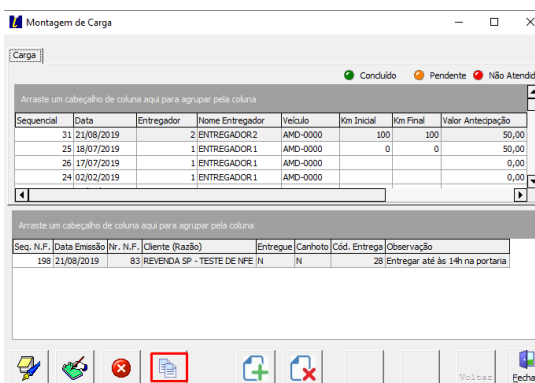 Montagem de Carga
Carga
Concluído Pendente Não Atendid
Arraste um cabeçalho de coluna aqui para agrupar pela coluna
Sequencial Data Entregador Nome Entregador Veículo Km Inicial Km Final Valor Antecipação
31 21/08/2019 2 ENTREGADOR2 AMD-0000 100 100 50,00
25 18/07/2019 1 ENTREGADOR1 AMD-0000 0 0 50,00
26 17/07/2019 1 ENTREGADOR1 AMD-0000 0,00
24 02/02/2019 1 ENTREGADOR1 AMD-0000 0,00
Arraste um cabeçalho de coluna aqui para agrupar pela coluna
Seq. N.F. Data Emissão Nr. N.F. Cliente (Razão) Entregue Canhoto Cód. Entrega Observação
198 21/08/2019 83 REVENDA SP - TESTE DE NFE N N 28 Entregar até às 14h na portaria
Voltar Fecha